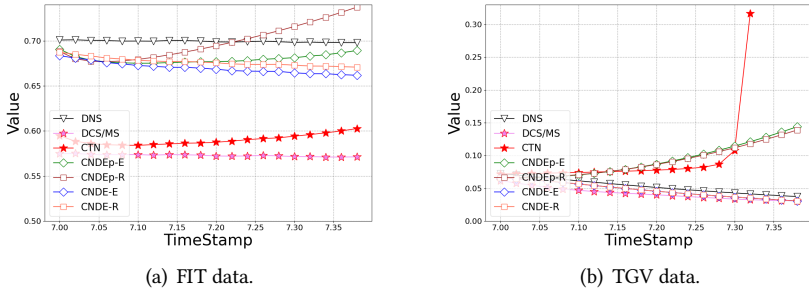 0.70
0.65
0.60
0.55
0.50
Value
DNS
DCS/MS
CTN
CNDEp-E
CNDEp-R
CNDE-E
CNDE-R
7.00
7.05
7.10
7.15
7.20
7.25
7.30
7.35
TimeStamp
(a) FIT data.
0.30
0.25
0.20
0.15
0.10
0.05
0.00
Value
DNS
DCS/MS
CTN
CNDEp-E
CNDEp-R
CNDE-E
CNDE-R
7.00
7.05
7.10
7.15
7.20
7.25
7.30
7.35
TimeStamp
(b) TGV data.